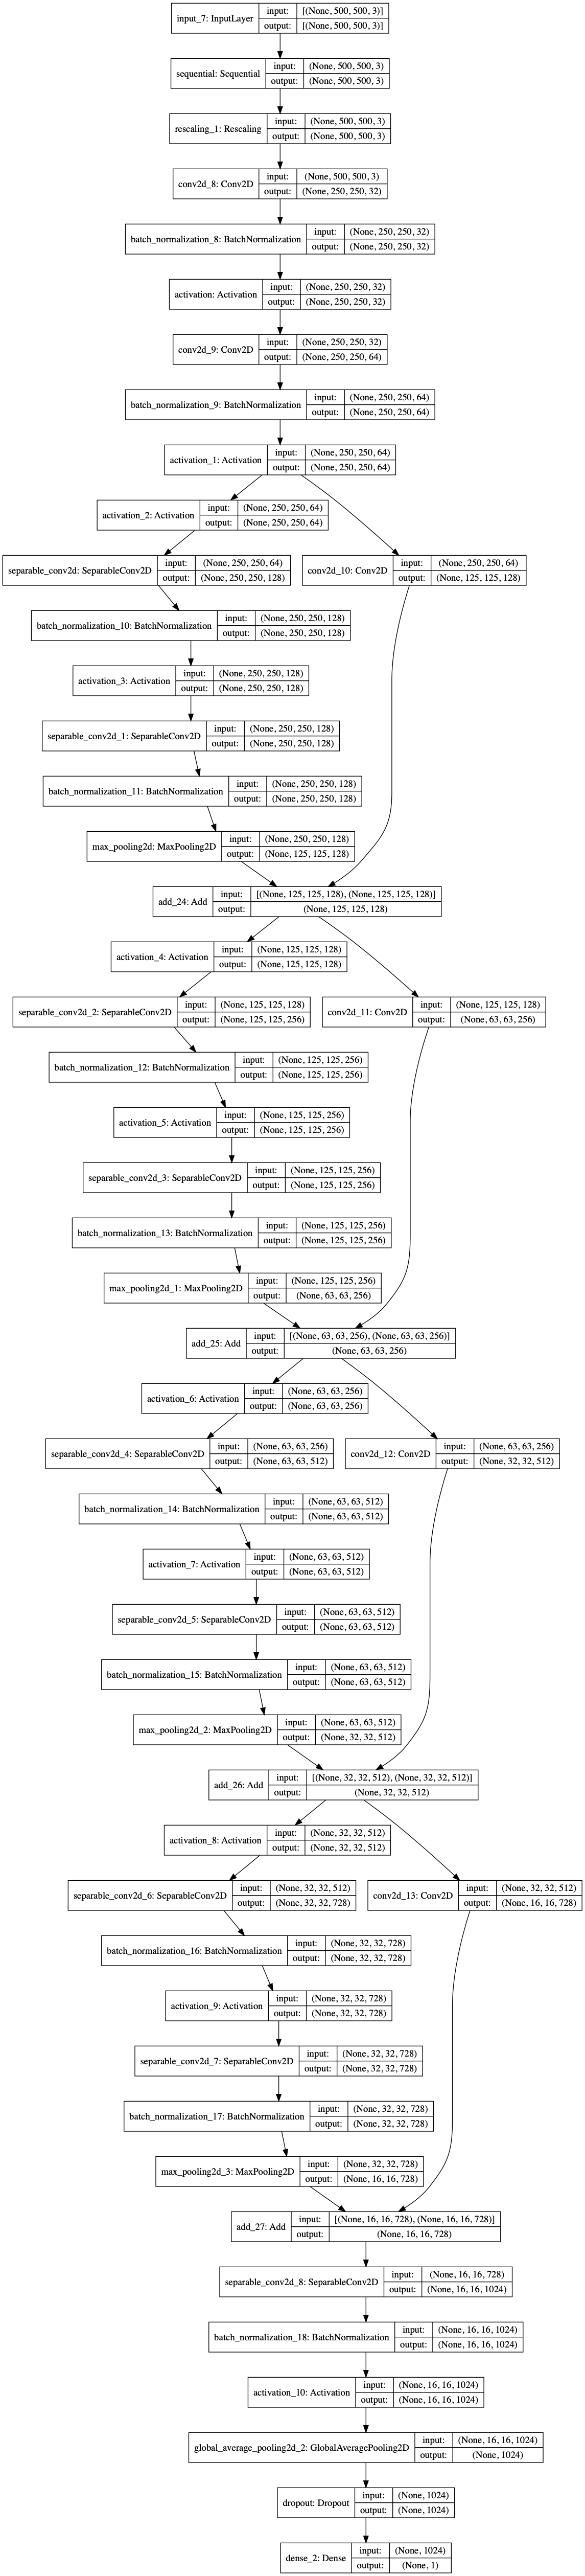 input_7: InputLayer input: [(None, 500, 500, 3)]
output: [(None, 500, 500, 3)]
sequential: Sequential input: (None, 500, 500, 3)
output: (None, 500, 500, 3)
rescaling_1: Rescaling input: (None, 500, 500, 3)
output: (None, 500, 500, 3)
conv2d_8: Conv2D input: (None, 500, 500, 3)
output: (None, 250, 250, 32)
batch_normalization_8: BatchNormalization input: (None, 250, 250, 32)
output: (None, 250, 250, 32)
activation: Activation input: (None, 250, 250, 32)
output: (None, 250, 250, 32)
conv2d_9: Conv2D input: (None, 250, 250, 32)
output: (None, 250, 250, 64)
batch_normalization_9: BatchNormalization input: (None, 250, 250, 64)
output: (None, 250, 250, 64)
activation_1: Activation input: (None, 250, 250, 64)
output: (None, 250, 250, 64)
activation_2: Activation input: (None, 250, 250, 64)
output: (None, 250, 250, 64)
separable_conv2d: SeparableConv2D input: (None, 250, 250, 64)
output: (None, 250, 250, 128)
conv2d_10: Conv2D input: (None, 250, 250, 64)
output: (None, 125, 125, 128)
batch_normalization_10: BatchNormalization input: (None, 250, 250, 128)
output: (None, 250, 250, 128)
activation_3: Activation input: (None, 250, 250, 128)
output: (None, 250, 250, 128)
separable_conv2d_1: SeparableConv2D input: (None, 250, 250, 128)
output: (None, 250, 250, 128)
batch_normalization_11: BatchNormalization input: (None, 250, 250, 128)
output: (None, 250, 250, 128)
max_pooling2d: MaxPooling2D input: (None, 250, 250, 128)
output: (None, 125, 125, 128)
add_24: Add input: [(None, 125, 125, 128), (None, 125, 125, 128)]
output: (None, 125, 125, 128)
activation_4: Activation input: (None, 125, 125, 128)
output: (None, 125, 125, 128)
separable_conv2d_2: SeparableConv2D input: (None, 125, 125, 128)
output: (None, 125, 125, 256)
conv2d_11: Conv2D input: (None, 125, 125, 128)
output: (None, 63, 63, 256)
batch_normalization_12: BatchNormalization input: (None, 125, 125, 256)
output: (None, 125, 125, 256)
activation_5: Activation input: (None, 125, 125, 256)
output: (None, 125, 125, 256)
separable_conv2d_3: SeparableConv2D input: (None, 125, 125, 256)
output: (None, 125, 125, 256)
batch_normalization_13: BatchNormalization input: (None, 125, 125, 256)
output: (None, 125, 125, 256)
max_pooling2d_1: MaxPooling2D input: (None, 125, 125, 256)
output: (None, 63, 63, 256)
add_25: Add input: [(None, 63, 63, 256), (None, 63, 63, 256)]
output: (None, 63, 63, 256)
activation_6: Activation input: (None, 63, 63, 256)
output: (None, 63, 63, 256)
separable_conv2d_4: SeparableConv2D input: (None, 63, 63, 256)
output: (None, 63, 63, 512)
conv2d_12: Conv2D input: (None, 63, 63, 256)
output: (None, 32, 32, 512)
batch_normalization_14: BatchNormalization input: (None, 63, 63, 512)
output: (None, 63, 63, 512)
activation_7: Activation input: (None, 63, 63, 512)
output: (None, 63, 63, 512)
separable_conv2d_5: SeparableConv2D input: (None, 63, 63, 512)
output: (None, 63, 63, 512)
batch_normalization_15: BatchNormalization input: (None, 63, 63, 512)
output: (None, 63, 63, 512)
max_pooling2d_2: MaxPooling2D input: (None, 63, 63, 512)
output: (None, 32, 32, 512)
add_26: Add input: [(None, 32, 32, 512), (None, 32, 32, 512)]
output: (None, 32, 32, 512)
activation_8: Activation input: (None, 32, 32, 512)
output: (None, 32, 32, 512)
separable_conv2d_6: SeparableConv2D input: (None, 32, 32, 512)
output: (None, 32, 32, 728)
conv2d_13: Conv2D input: (None, 32, 32, 512)
output: (None, 16, 16, 728)
batch_normalization_16: BatchNormalization input: (None, 32, 32, 728)
output: (None, 32, 32, 728)
activation_9: Activation input: (None, 32, 32, 728)
output: (None, 32, 32, 728)
separable_conv2d_7: SeparableConv2D input: (None, 32, 32, 728)
output: (None, 32, 32, 728)
batch_normalization_17: BatchNormalization input: (None, 32, 32, 728)
output: (None, 32, 32, 728)
max_pooling2d_3: MaxPooling2D input: (None, 32, 32, 728)
output: (None, 16, 16, 728)
add_27: Add input: [(None, 16, 16, 728), (None, 16, 16, 728)]
output: (None, 16, 16, 728)
separable_conv2d_8: SeparableConv2D input: (None, 16, 16, 728)
output: (None, 16, 16, 1024)
batch_normalization_18: BatchNormalization input: (None, 16, 16, 1024)
output: (None, 16, 16, 1024)
activation_10: Activation input: (None, 16, 16, 1024)
output: (None, 16, 16, 1024)
global_average_pooling2d_2: GlobalAveragePooling2D input: (None, 16, 16, 1024)
output: (None, 1024)
dropout: Dropout input: (None, 1024)
output: (None, 1024)
dense_2: Dense input: (None, 1024)
output: (None, 1)